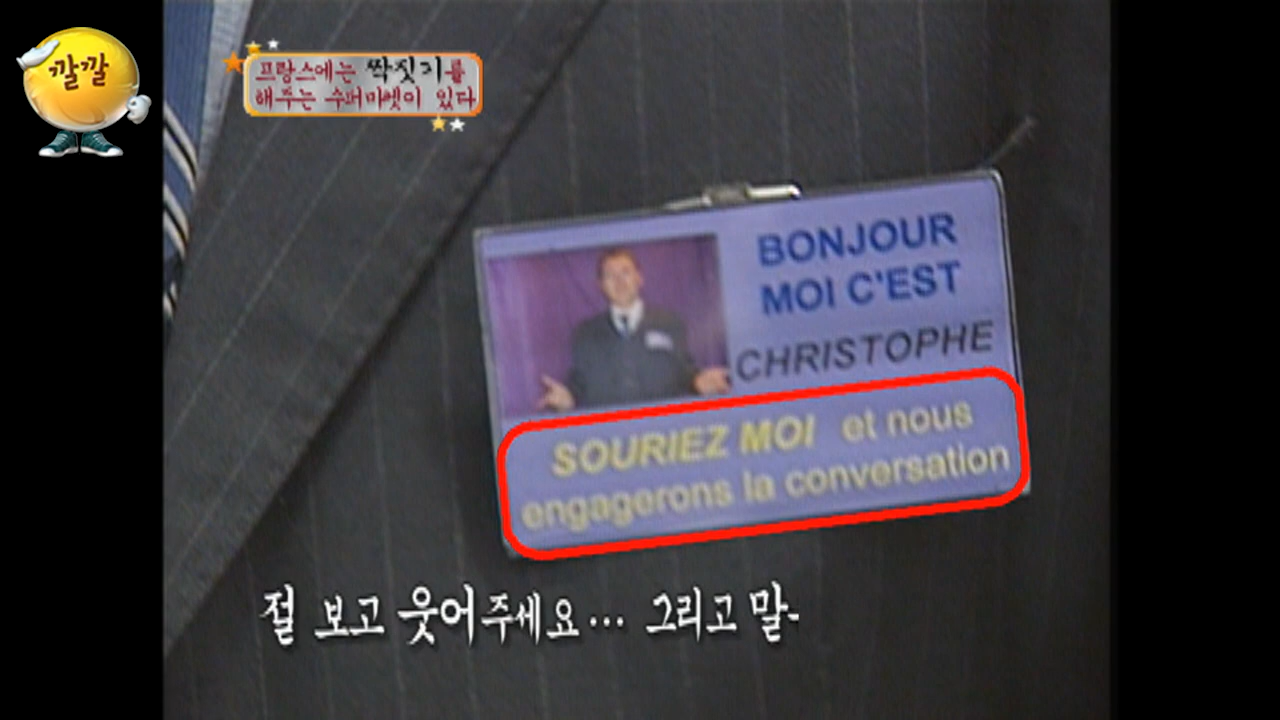 깔깔
프랑스에는 짝짓기를
해주는 수퍼마켓이 있다
BONJOUR
MOI C'EST
CHRISTOPHE
SOURIEZ MOI et nous
engagerons la conversation
절 보고 웃어주세요... 그리고 말-